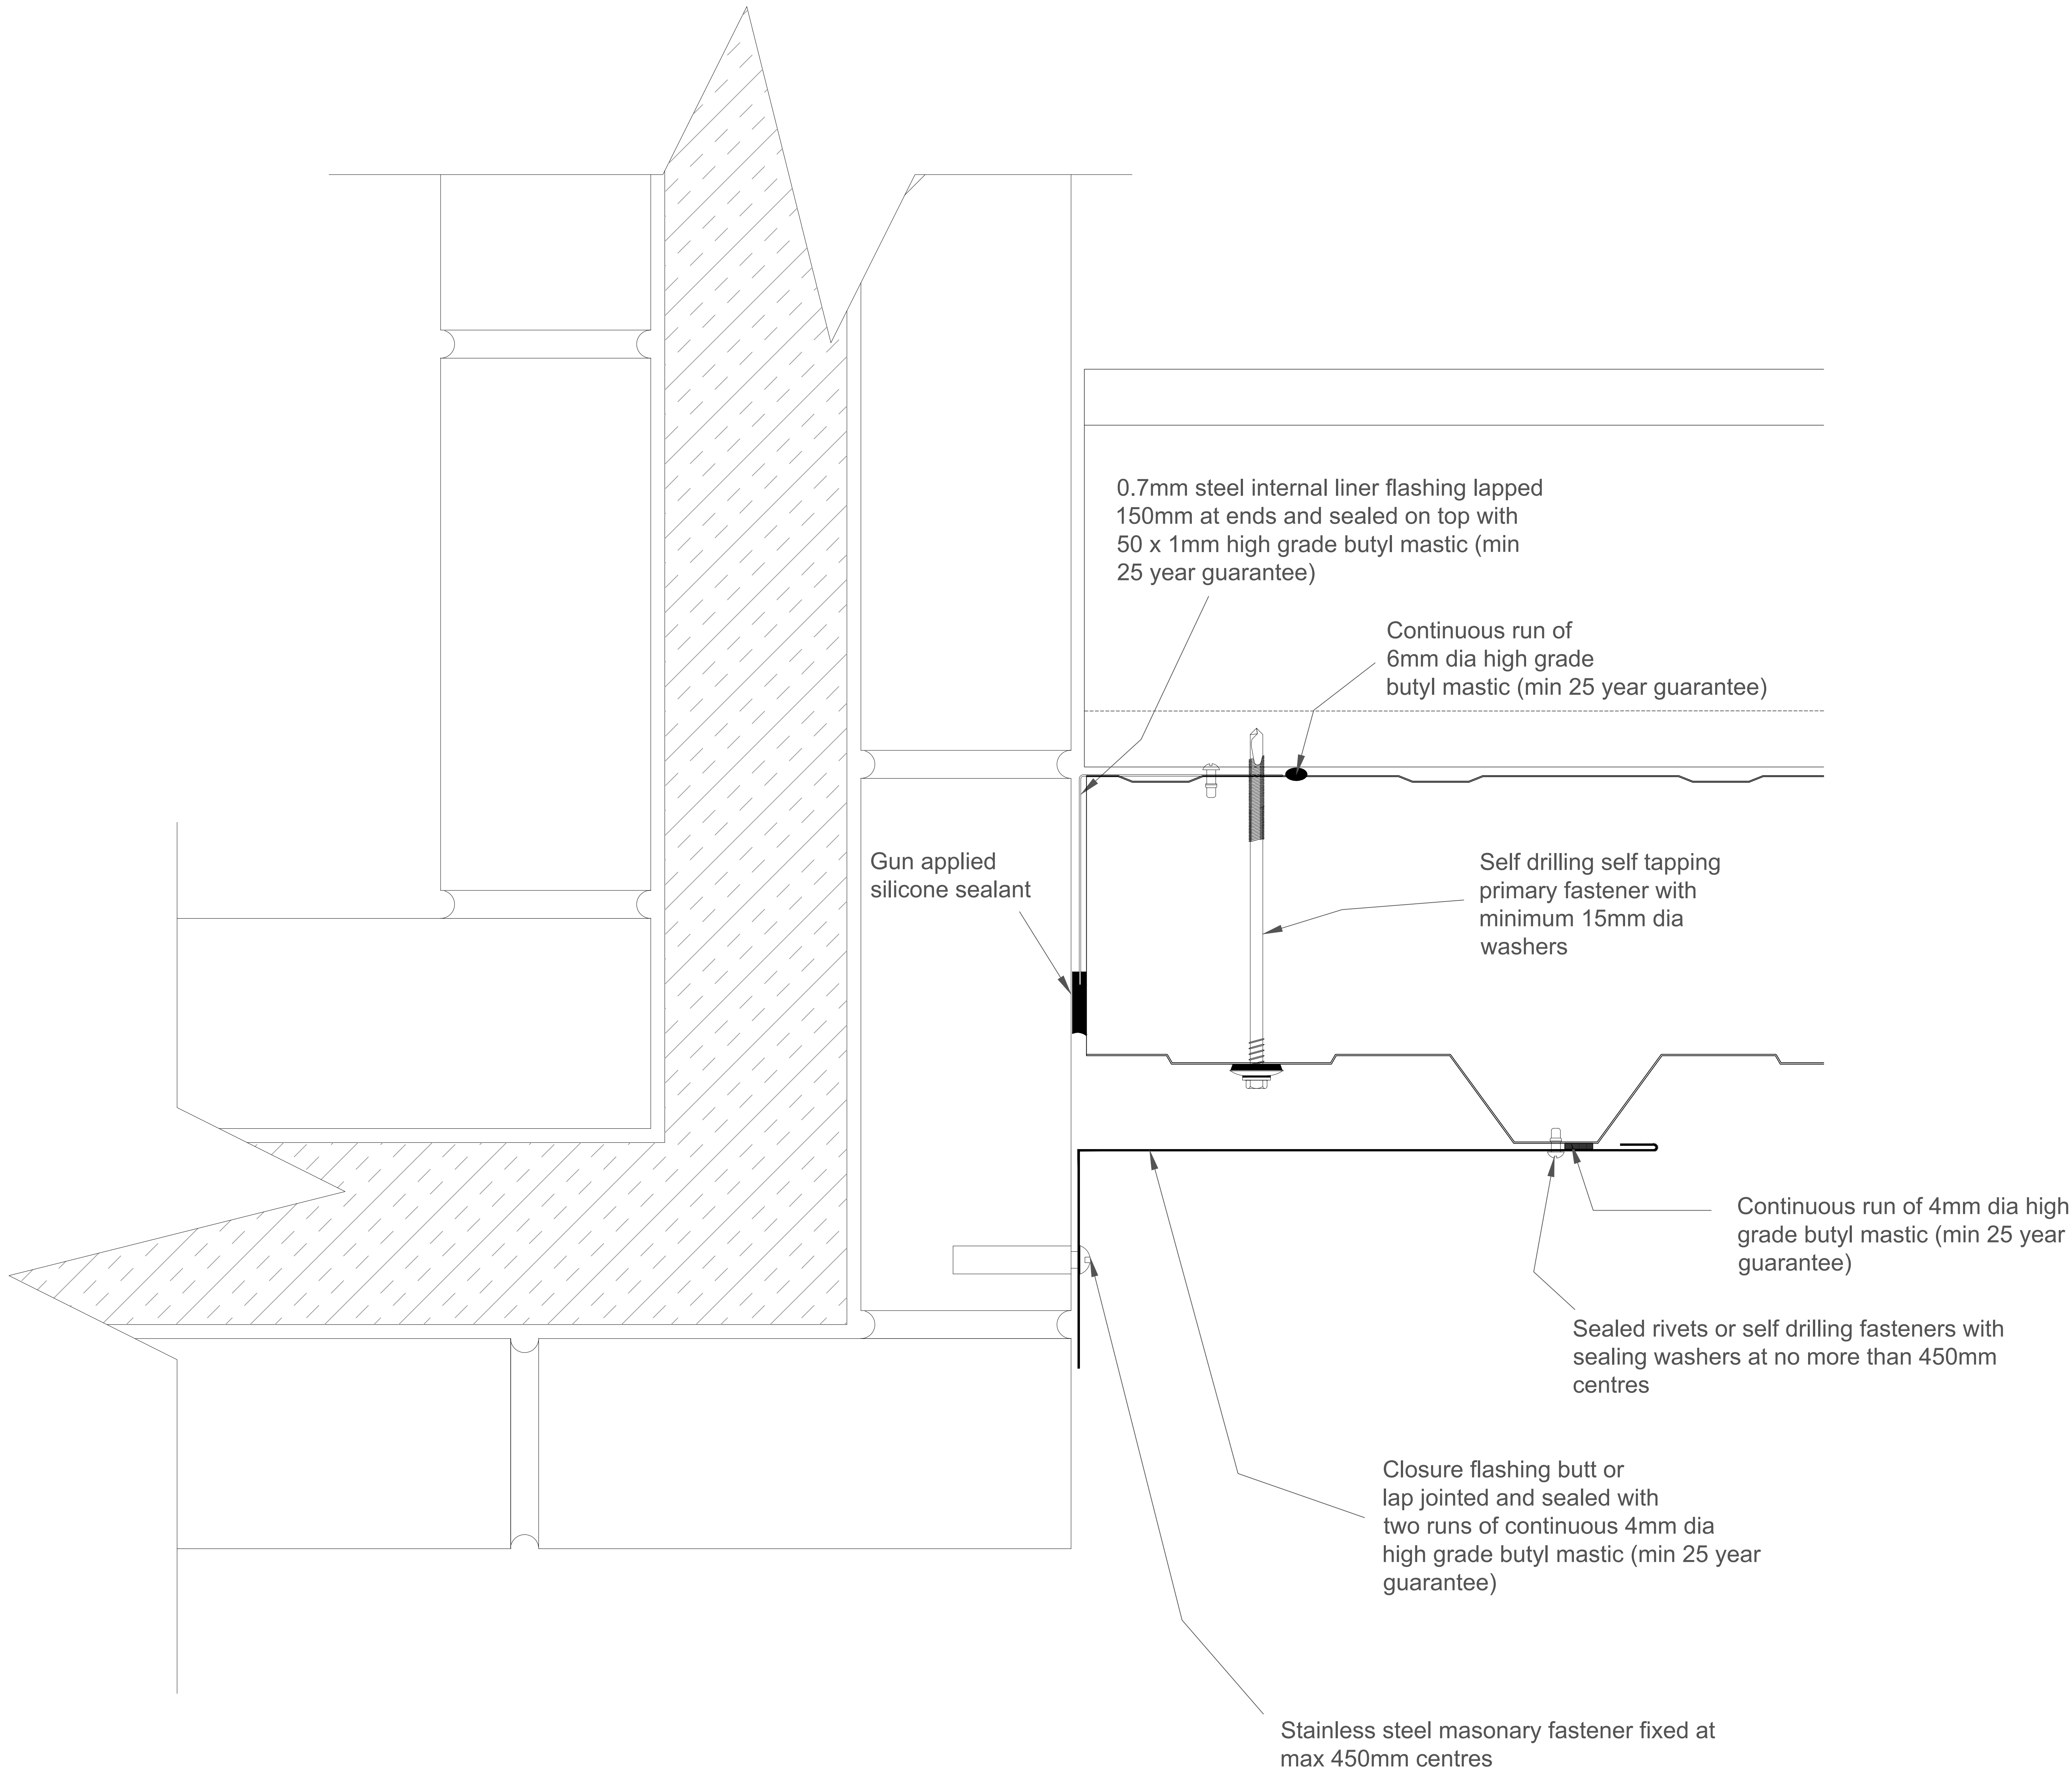 0.7mm steel internal liner flashing lapped
150mm at ends and sealed on top with
50 x 1mm high grade butyl mastic (min
25 year guarantee)
Continuous run of
6mm dia high grade
butyl mastic (min 25 year guarantee)
Gun applied
silicone sealant
Self drilling self tapping
primary fastener with
minimum 15mm dia
washers
Continuous run of 4mm dia high
grade butyl mastic (min 25 year
guarantee)
Sealed rivets or self drilling fasteners with
sealing washers at no more than 450mm
centres
Closure flashing butt or
lap jointed and sealed with
two runs of continuous 4mm dia
high grade butyl mastic (min 25 year
guarantee)
Stainless steel masonary fastener fixed at
max 450mm centres